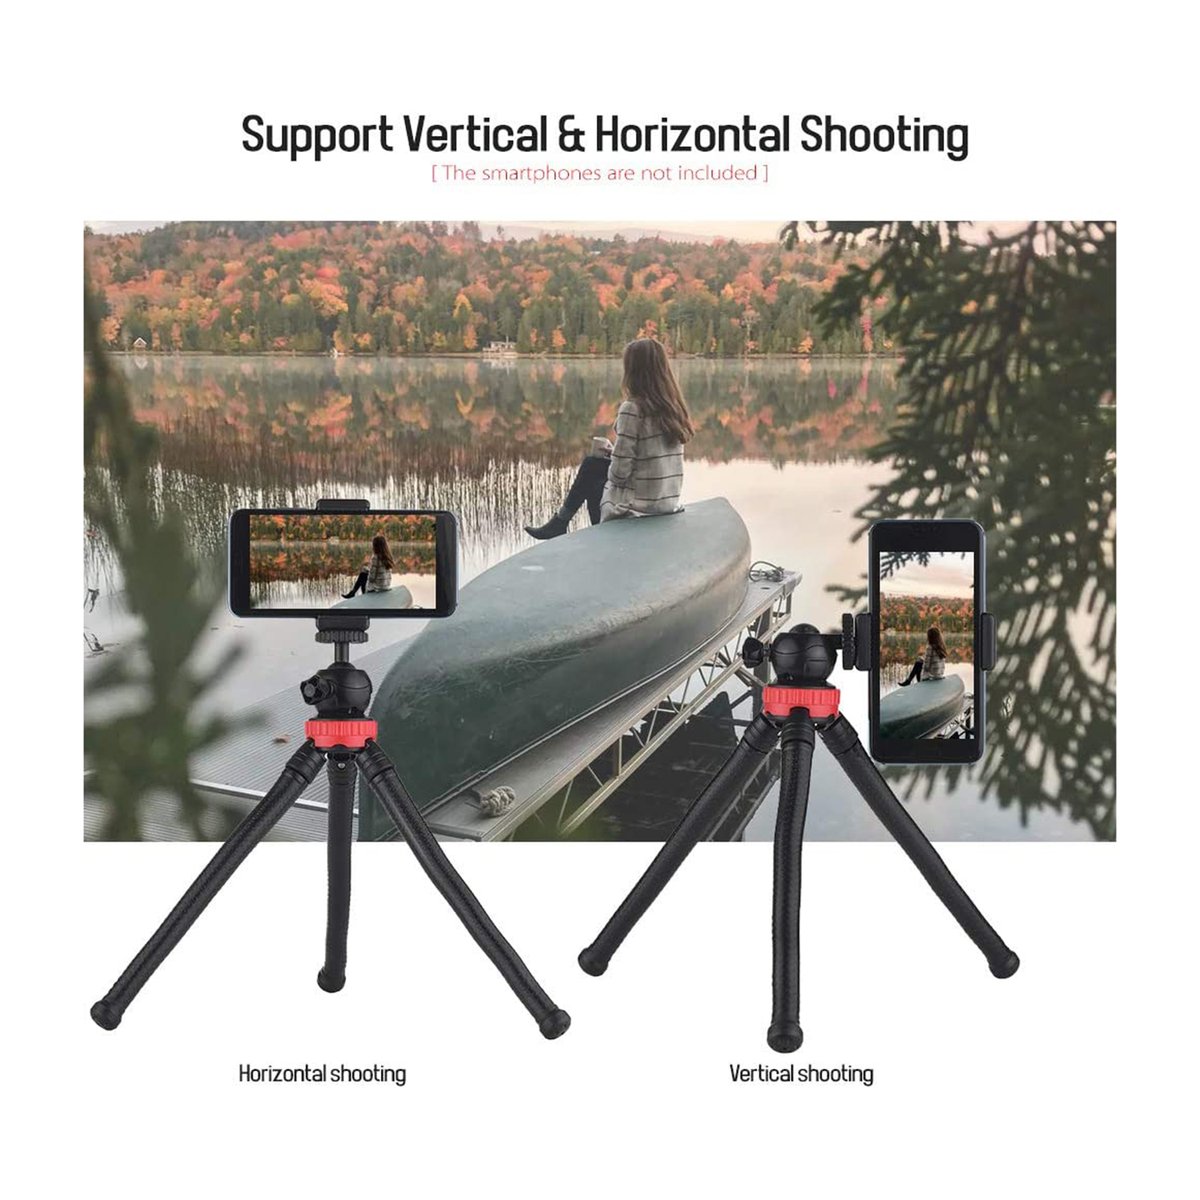 Support Vertical & Horizontal Shooting
[ The smartphones are not included ]
Horizontal shooting
Vertical shooting